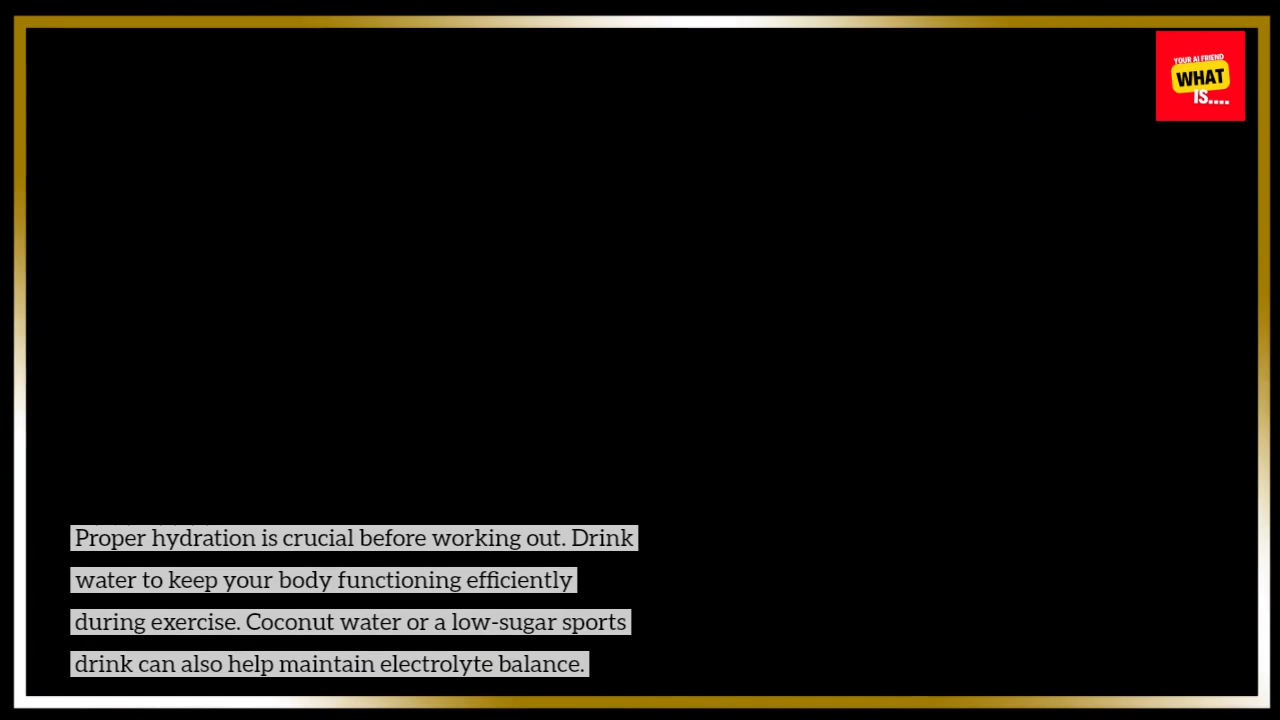 YOUR AI FRIEND
WHAT
IS....
Proper hydration is crucial before working out. Drink
water to keep your body functioning efficiently
during exercise. Coconut water or a low-sugar sports
drink can also help maintain electrolyte balance.